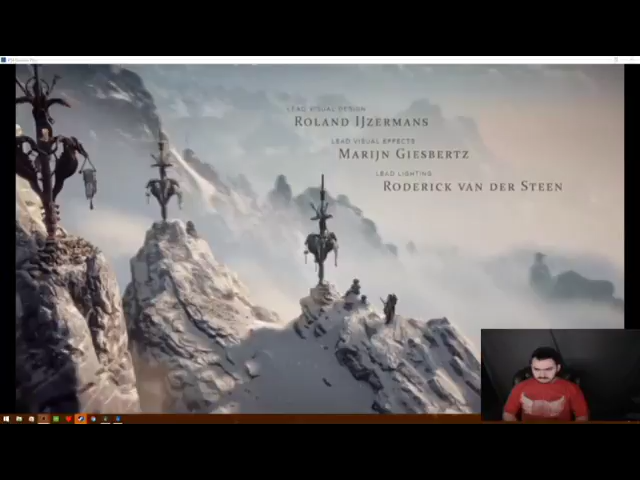 LEAD VISUAL DESIGN
ROLAND IJZERMANS
LEAD VISUAL EFFECTS
MARIJN GIESBERTZ
LEAD LIGHTING
RODERICK VAN DER STEEN